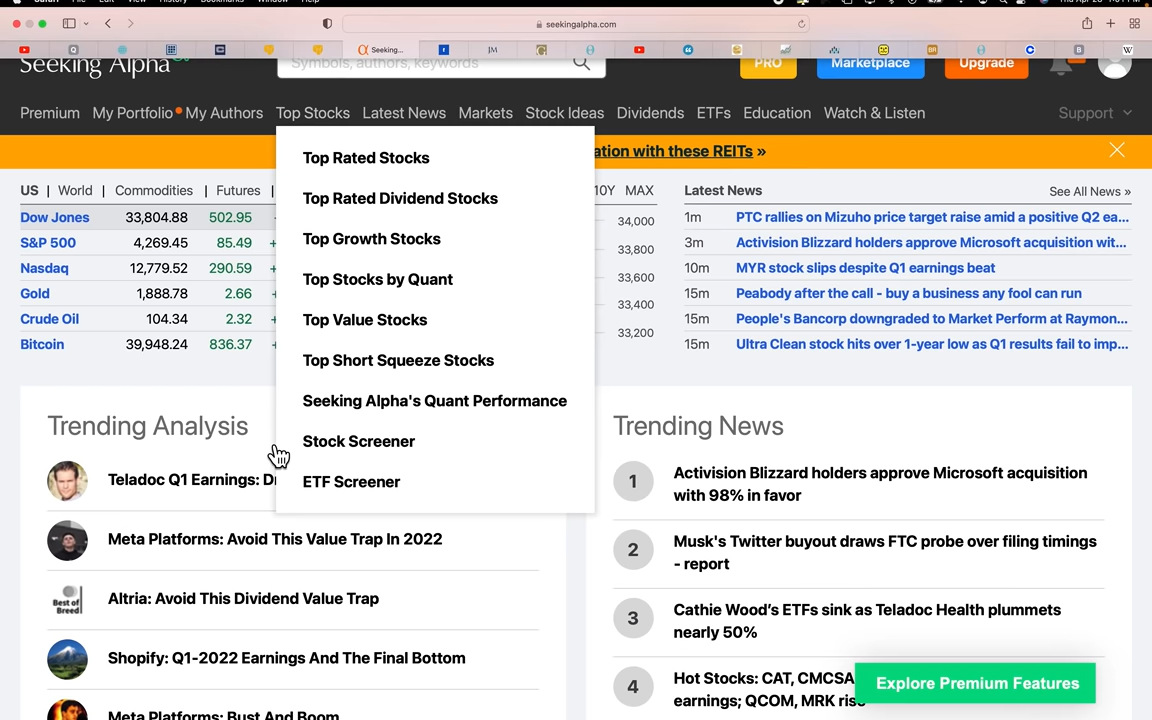 seekingalpha.com
Seeking...
JM
Seeking Alpha
Symbols, authors, keywords
PRO
Marketplace
Upgrade
Premium
My Portfolio
My Authors
Top Stocks
Latest News
Markets
Stock Ideas
Dividends
ETFs
Education
Watch & Listen
Support
ation with these REITs »
Top Rated Stocks
Top Rated Dividend Stocks
Top Growth Stocks
Top Stocks by Quant
Top Value Stocks
Top Short Squeeze Stocks
Seeking Alpha's Quant Performance
Stock Screener
ETF Screener
US | World | Commodities | Futures |
Dow Jones 33,804.88 502.95
S&P 500 4,269.45 85.49 +
Nasdaq 12,779.52 290.59 +
Gold 1,888.78 2.66 +
Crude Oil 104.34 2.32 +
Bitcoin 39,948.24 836.37 +
10Y MAX
34,000
33,800
33,600
33,400
33,200
Latest News See All News »
1m PTC rallies on Mizuho price target raise amid a positive Q2 ea...
3m Activision Blizzard holders approve Microsoft acquisition wit...
10m MYR stock slips despite Q1 earnings beat
15m Peabody after the call - buy a business any fool can run
15m People's Bancorp downgraded to Market Perform at Raymon...
15m Ultra Clean stock hits over 1-year low as Q1 results fail to imp...
Trending Analysis
Teladoc Q1 Earnings: D
Meta Platforms: Avoid This Value Trap In 2022
Best of
Breed
Altria: Avoid This Dividend Value Trap
Shopify: Q1-2022 Earnings And The Final Bottom
Meta Platforms: Bust And Boom
Trending News
1 Activision Blizzard holders approve Microsoft acquisition
with 98% in favor
2 Musk's Twitter buyout draws FTC probe over filing timings
- report
3 Cathie Wood's ETFs sink as Teladoc Health plummets
nearly 50%
4 Hot Stocks: CAT, CMCSA
earnings; QCOM, MRK rise
Explore Premium Features